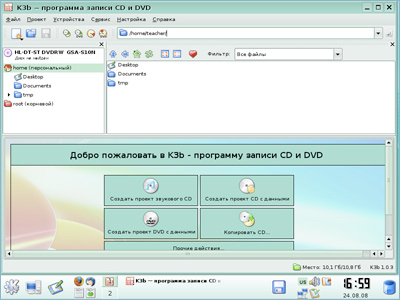 K3b — программа записи CD и DVD
Файл Проект Устройства Сервис Настройка Справка
/home/teacher/
HL-DT-ST DVDRW GSA-S10N
Диск не найден
home (персональный)
Desktop
Documents
tmp
root (корневой)
Фильтр: Все файлы
Desktop
Documents
tmp
Добро пожаловать в K3b - программу записи CD и DVD
Создать проект звукового CD
Создать проект CD с данными
Создать проект DVD с данными
Копировать CD...
Прочие действия...
Место: 10,1 Гб/10,8 Гб K3b 1.0.3
2
K3b — программа записи CD
US
16:59
24.08.08